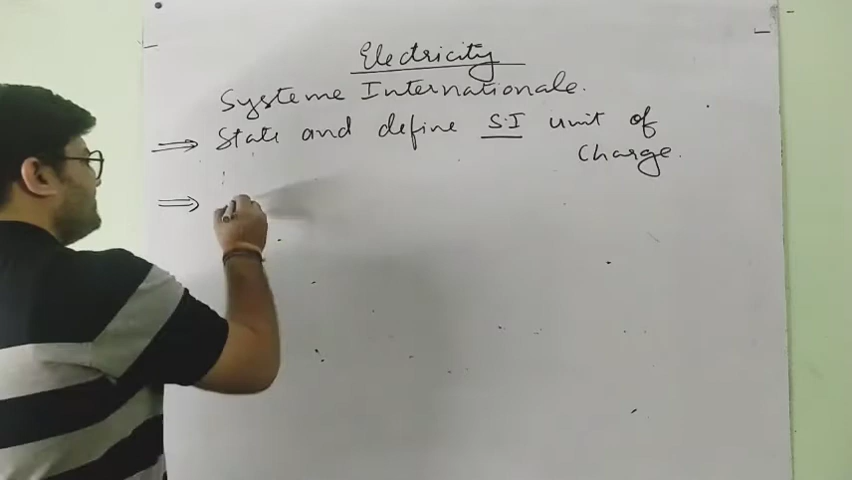 Electricity
Systeme Internationale.
⇒ State and define S.I unit of
Charge.
⇒